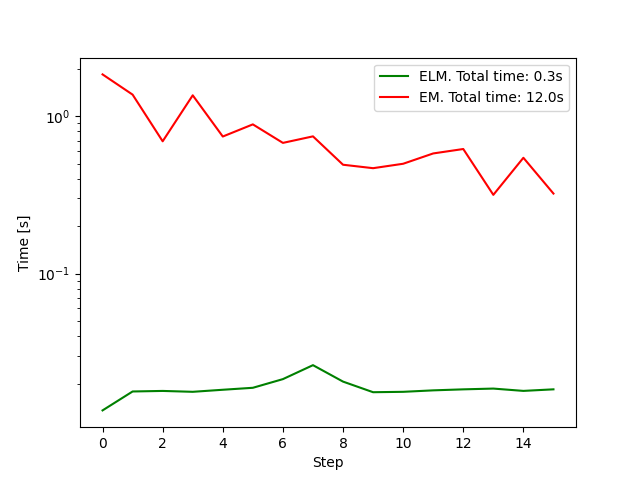 ELM. Total time: 0.3s
EM. Total time: 12.0s
10⁰
10⁻¹
Time [s]
0 2 4 6 8 10 12 14
Step